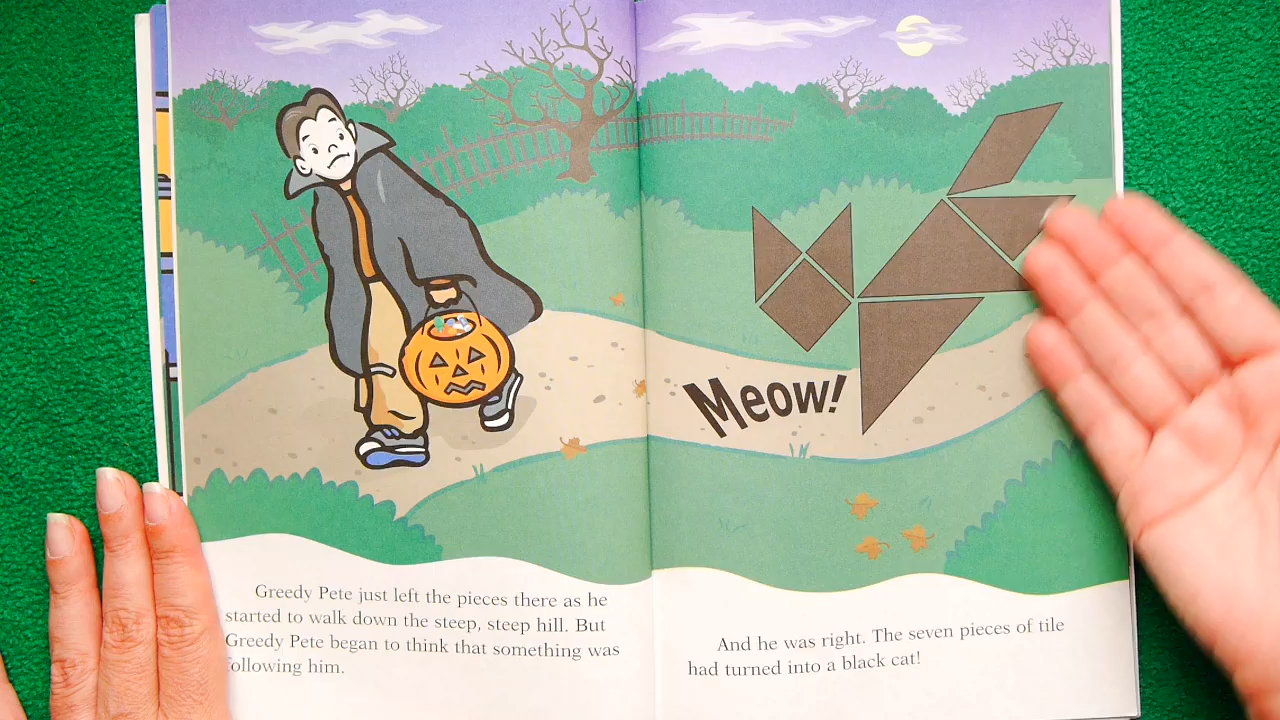 Meow!
Greedy Pete just left the pieces there as he
started to walk down the steep, steep hill. But
Greedy Pete began to think that something was
following him.
And he was right. The seven pieces of tile
had turned into a black cat!